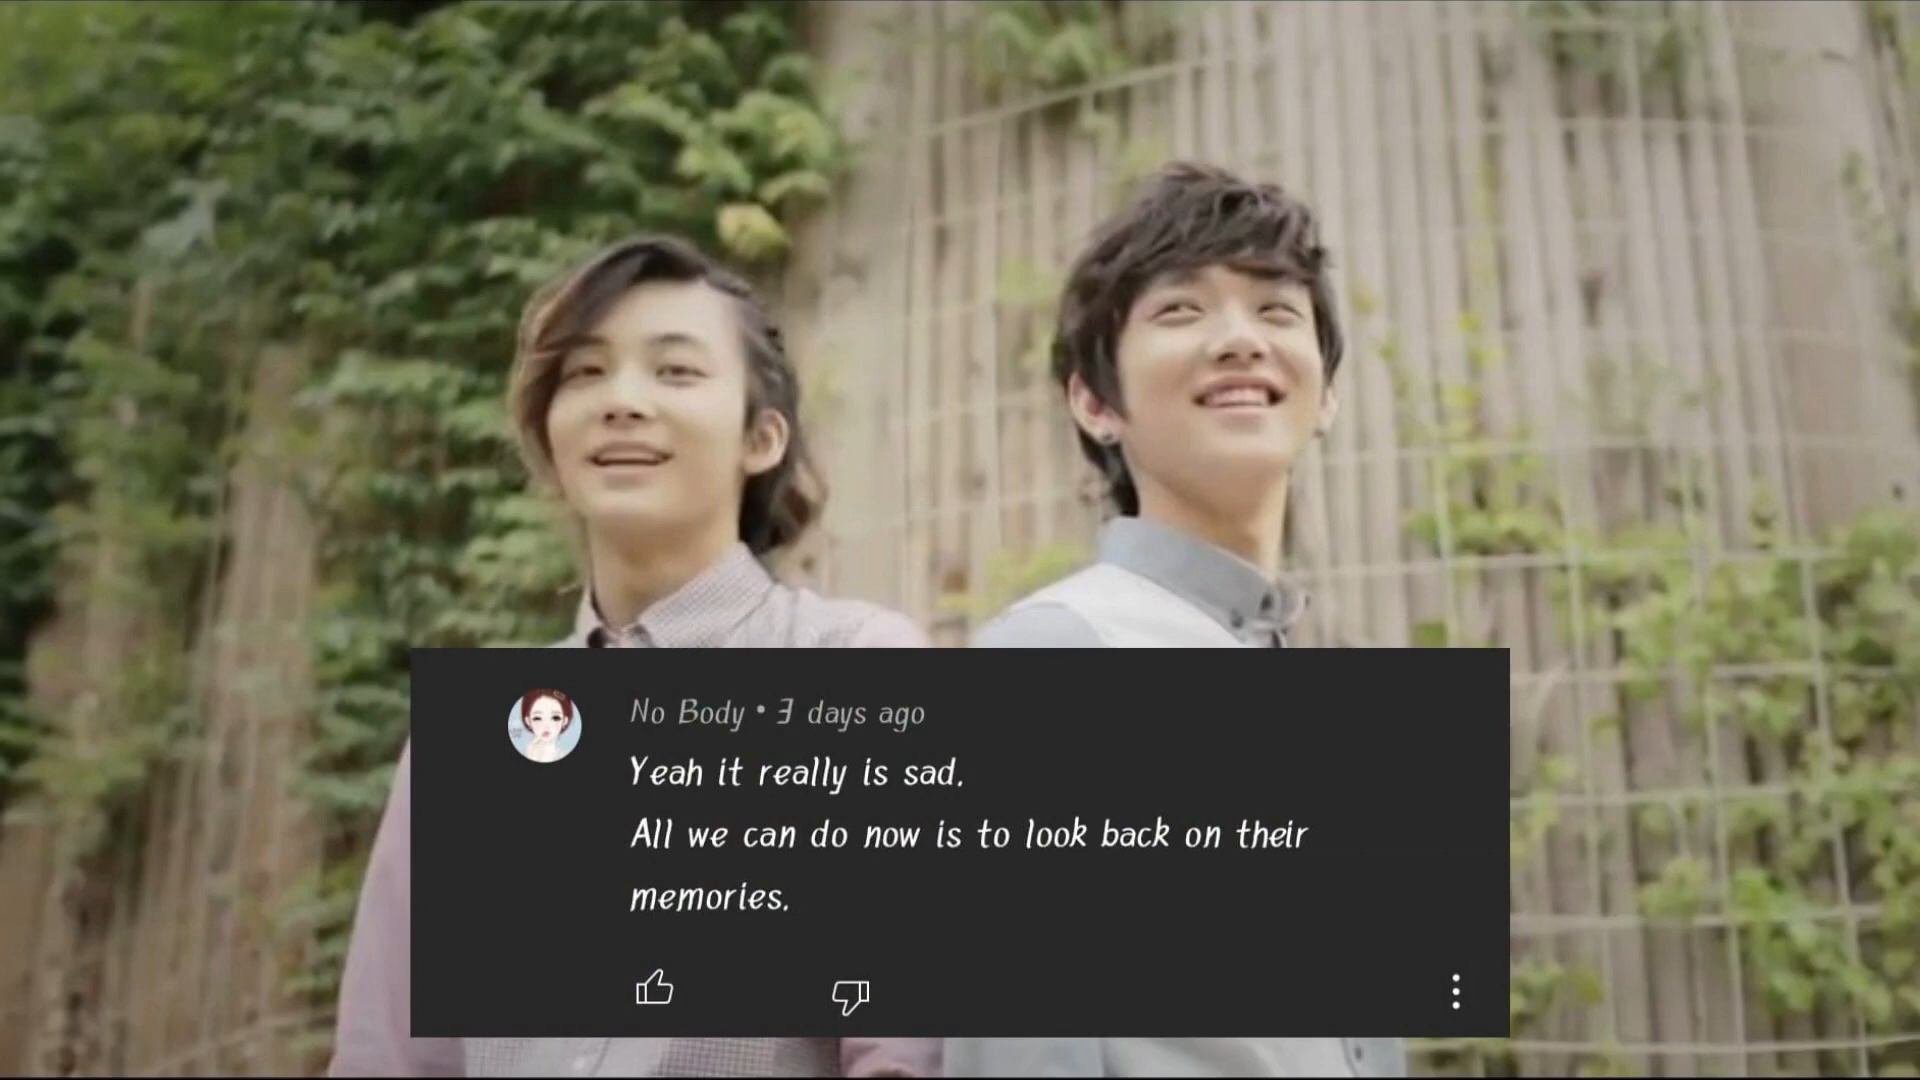 No Body • 3 days ago
Yeah it really is sad.
All we can do now is to look back on their
memories.